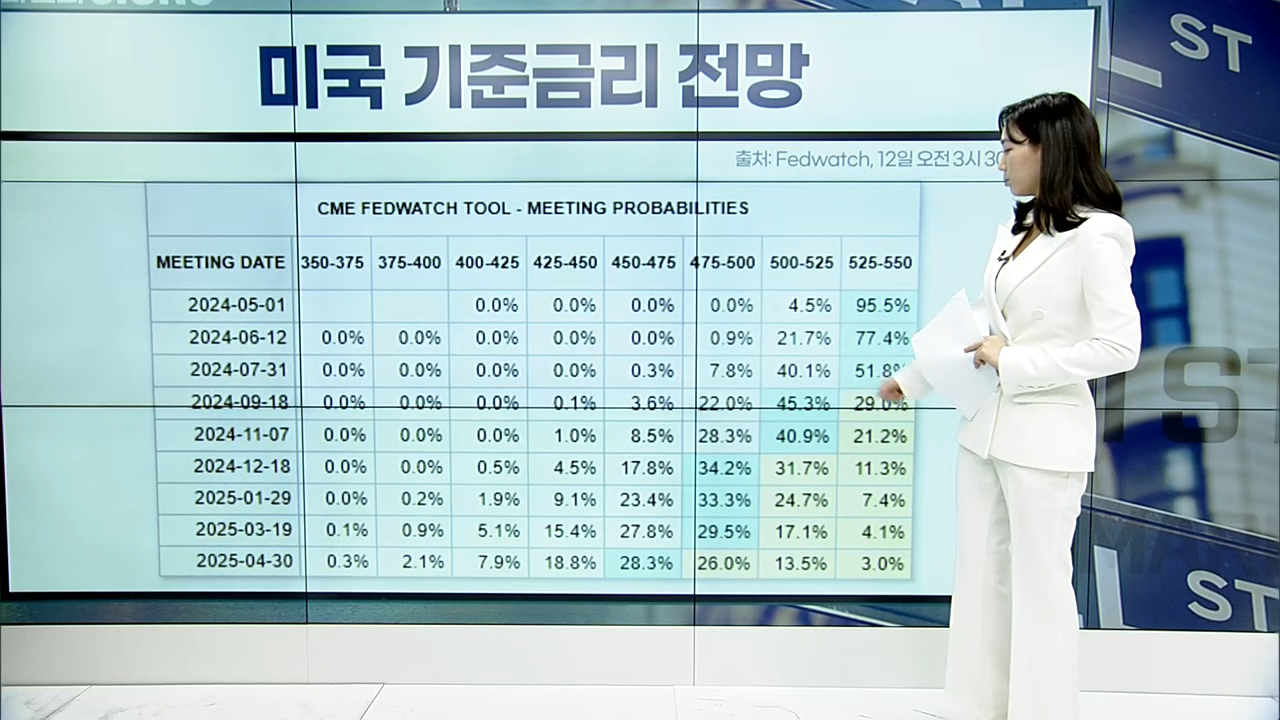 미국 기준금리 전망
출처: Fedwatch, 12일 오전 3시
CME FEDWATCH TOOL - MEETING PROBABILITIES
MEETING DATE 350-375 375-400 400-425 425-450 450-475 475-500 500-525 525-550
2024-05-01 0.0% 0.0% 0.0% 0.0% 4.5% 95.5%
2024-06-12 0.0% 0.0% 0.0% 0.0% 0.0% 0.9% 21.7% 77.4%
2024-07-31 0.0% 0.0% 0.0% 0.0% 0.3% 7.8% 40.1% 51.8%
2024-09-18 0.0% 0.0% 0.0% 0.1% 3.6% 22.0% 45.3% 29.0%
2024-11-07 0.0% 0.0% 0.0% 1.0% 8.5% 28.3% 40.9% 21.2%
2024-12-18 0.0% 0.0% 0.5% 4.5% 17.8% 34.2% 31.7% 11.3%
2025-01-29 0.0% 0.2% 1.9% 9.1% 23.4% 33.3% 24.7% 7.4%
2025-03-19 0.1% 0.9% 5.1% 15.4% 27.8% 29.5% 17.1% 4.1%
2025-04-30 0.3% 2.1% 7.9% 18.8% 28.3% 26.0% 13.5% 3.0%
ST
ST
ST